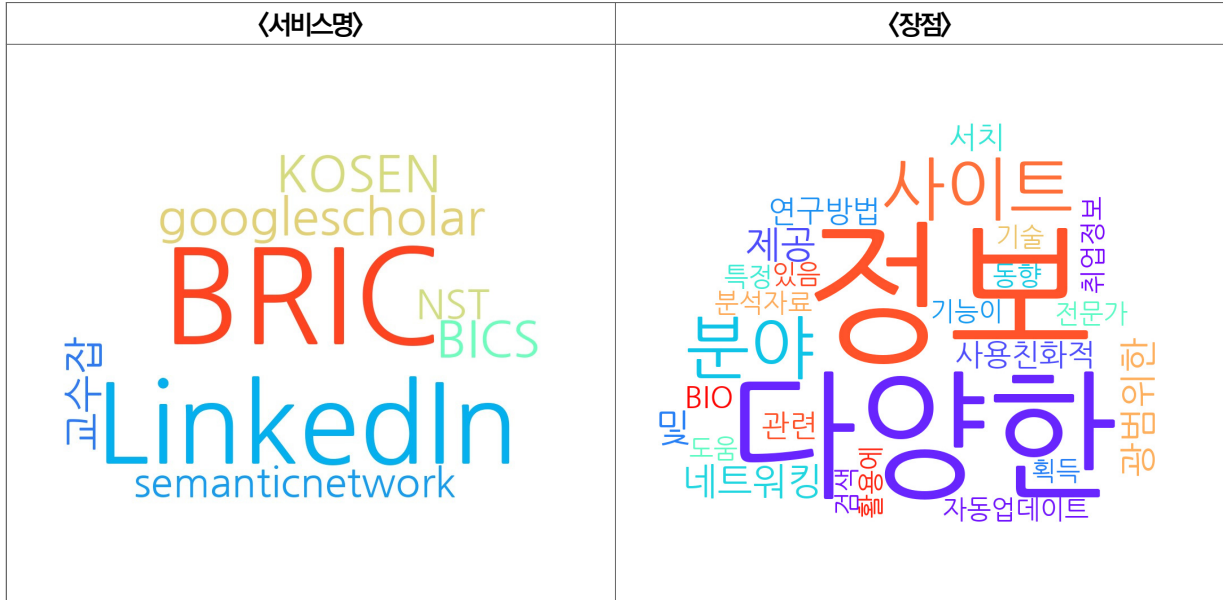 〈서비스명〉
〈장점〉
KOSEN
googlescholar
BRIC
NST
BICS
교수잡
LinkedIn
semanticnetwork
서치
사이트
연구방법
취업정보
제공
정보
기술
특정
있음
동향
분석자료
기능이
전문가
분야
사용친화적
광범위한
BIO
다양한
및
관련
도움
네트워킹
검색
활용에
획득
자동업데이트